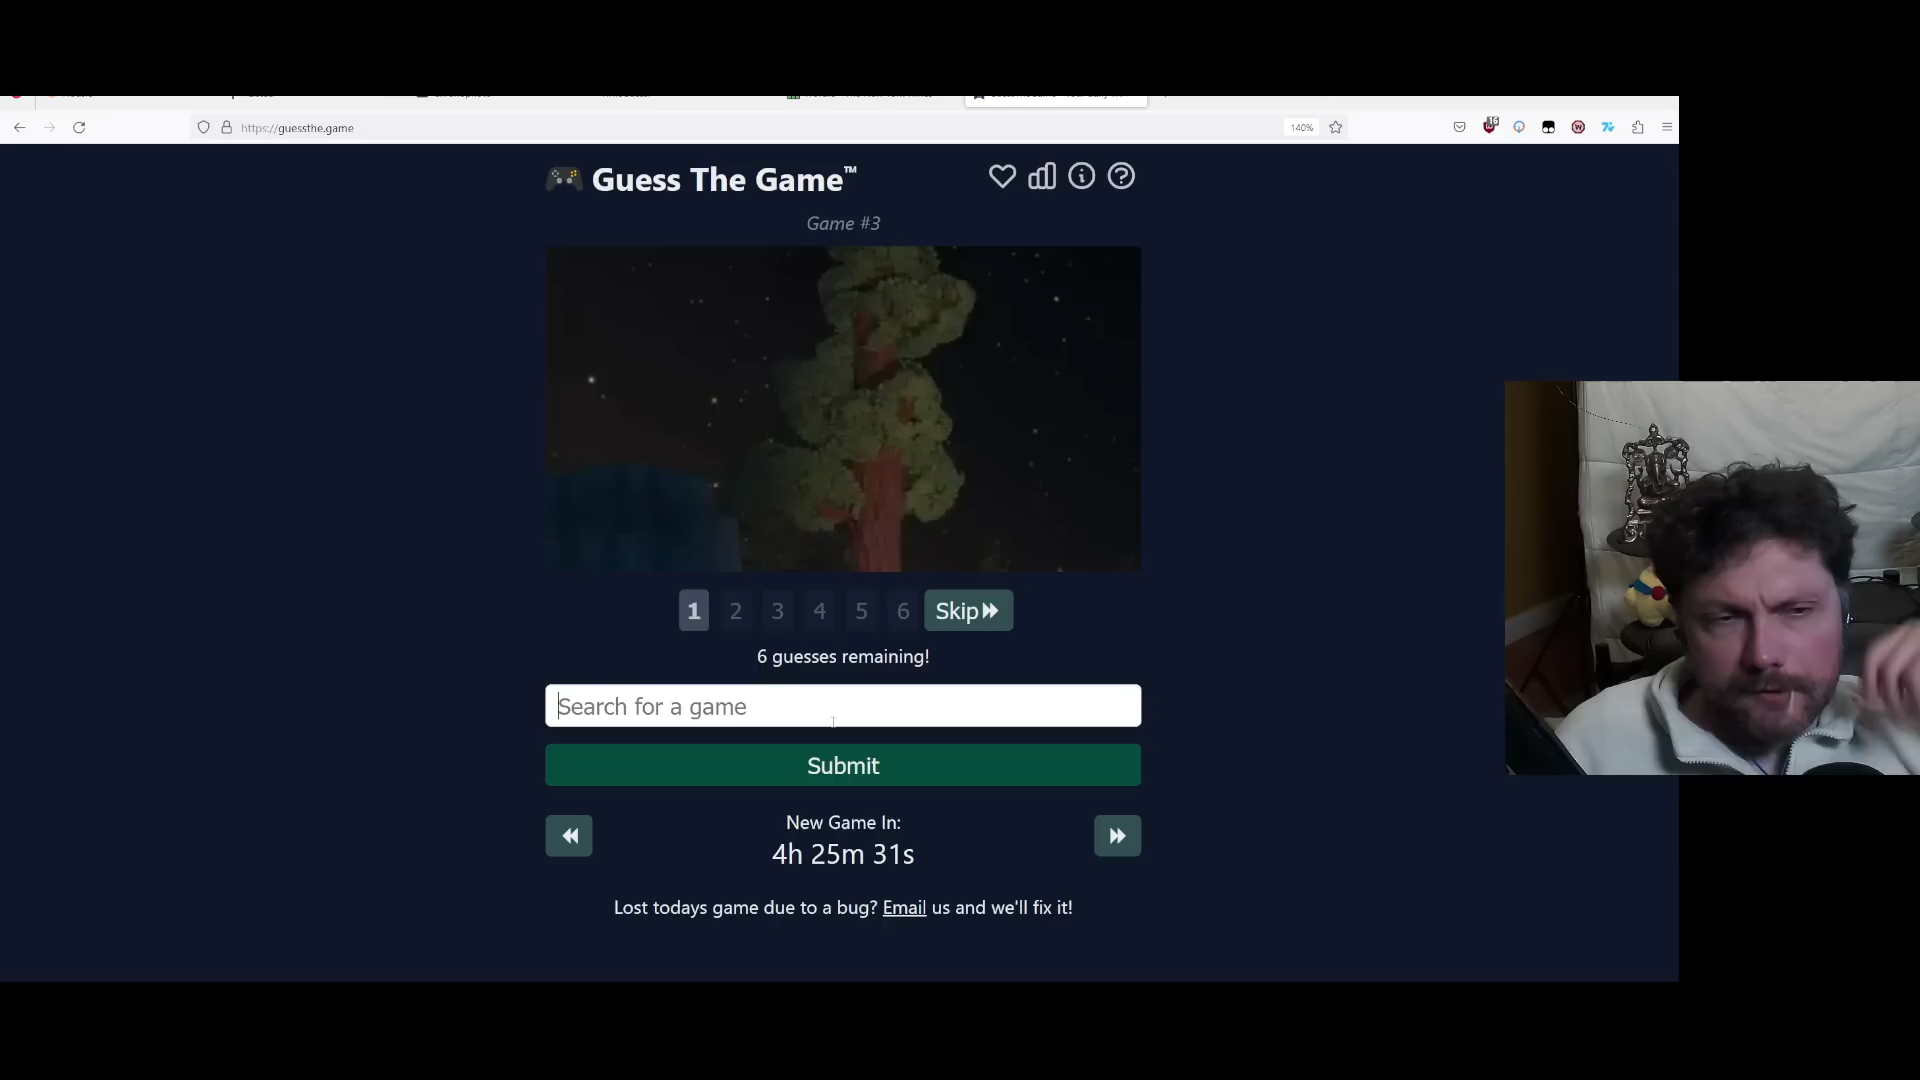 https://guessthe.game
140%
16
Guess The Game™
Game #3
1 2 3 4 5 6 Skip
6 guesses remaining!
Search for a game
Submit
New Game In:
4h 25m 31s
Lost todays game due to a bug? Email us and we'll fix it!